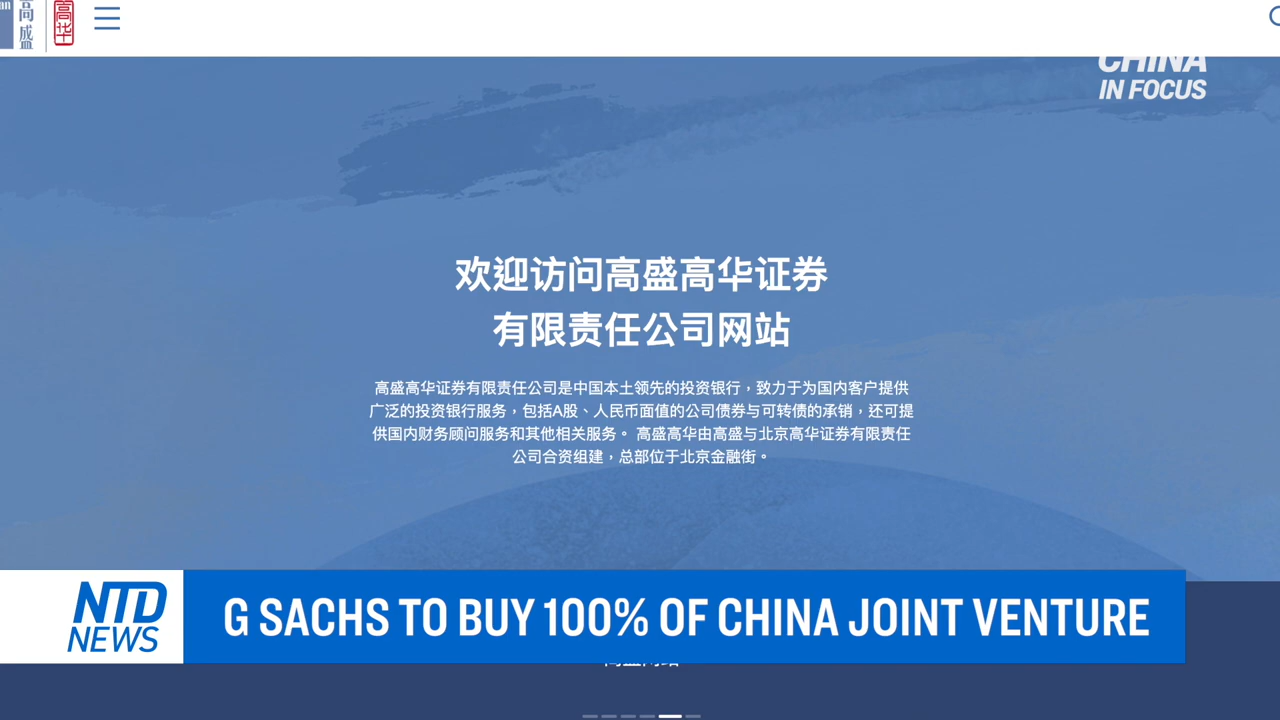 高盛
高华
CHINA
IN FOCUS
欢迎访问高盛高华证券
有限责任公司网站
高盛高华证券有限责任公司是中国本土领先的投资银行，致力于为国内客户提供
广泛的投资银行服务，包括A股、人民币面值的公司债券与可转债的承销，还可提
供国内财务顾问服务和其他相关服务。 高盛高华由高盛与北京高华证券有限责任
公司合资组建，总部位于北京金融街。
NTD
NEWS
G SACHS TO BUY 100% OF CHINA JOINT VENTURE